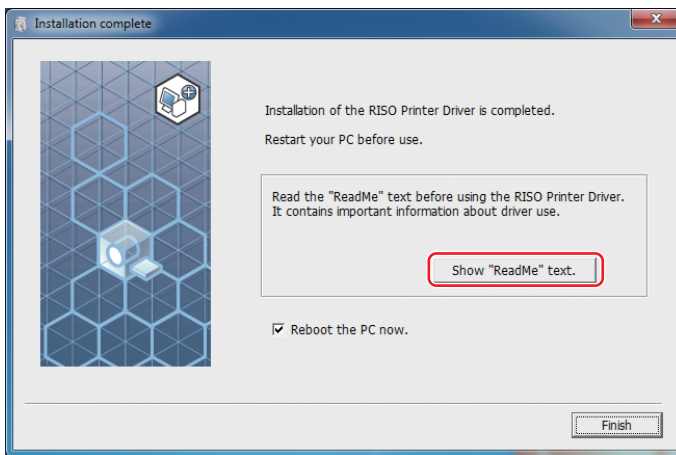 Installation complete
Installation of the RISO Printer Driver is completed.
Restart your PC before use.
Read the "ReadMe" text before using the RISO Printer Driver.
It contains important information about driver use.
Show "ReadMe" text.
Reboot the PC now.
Finish